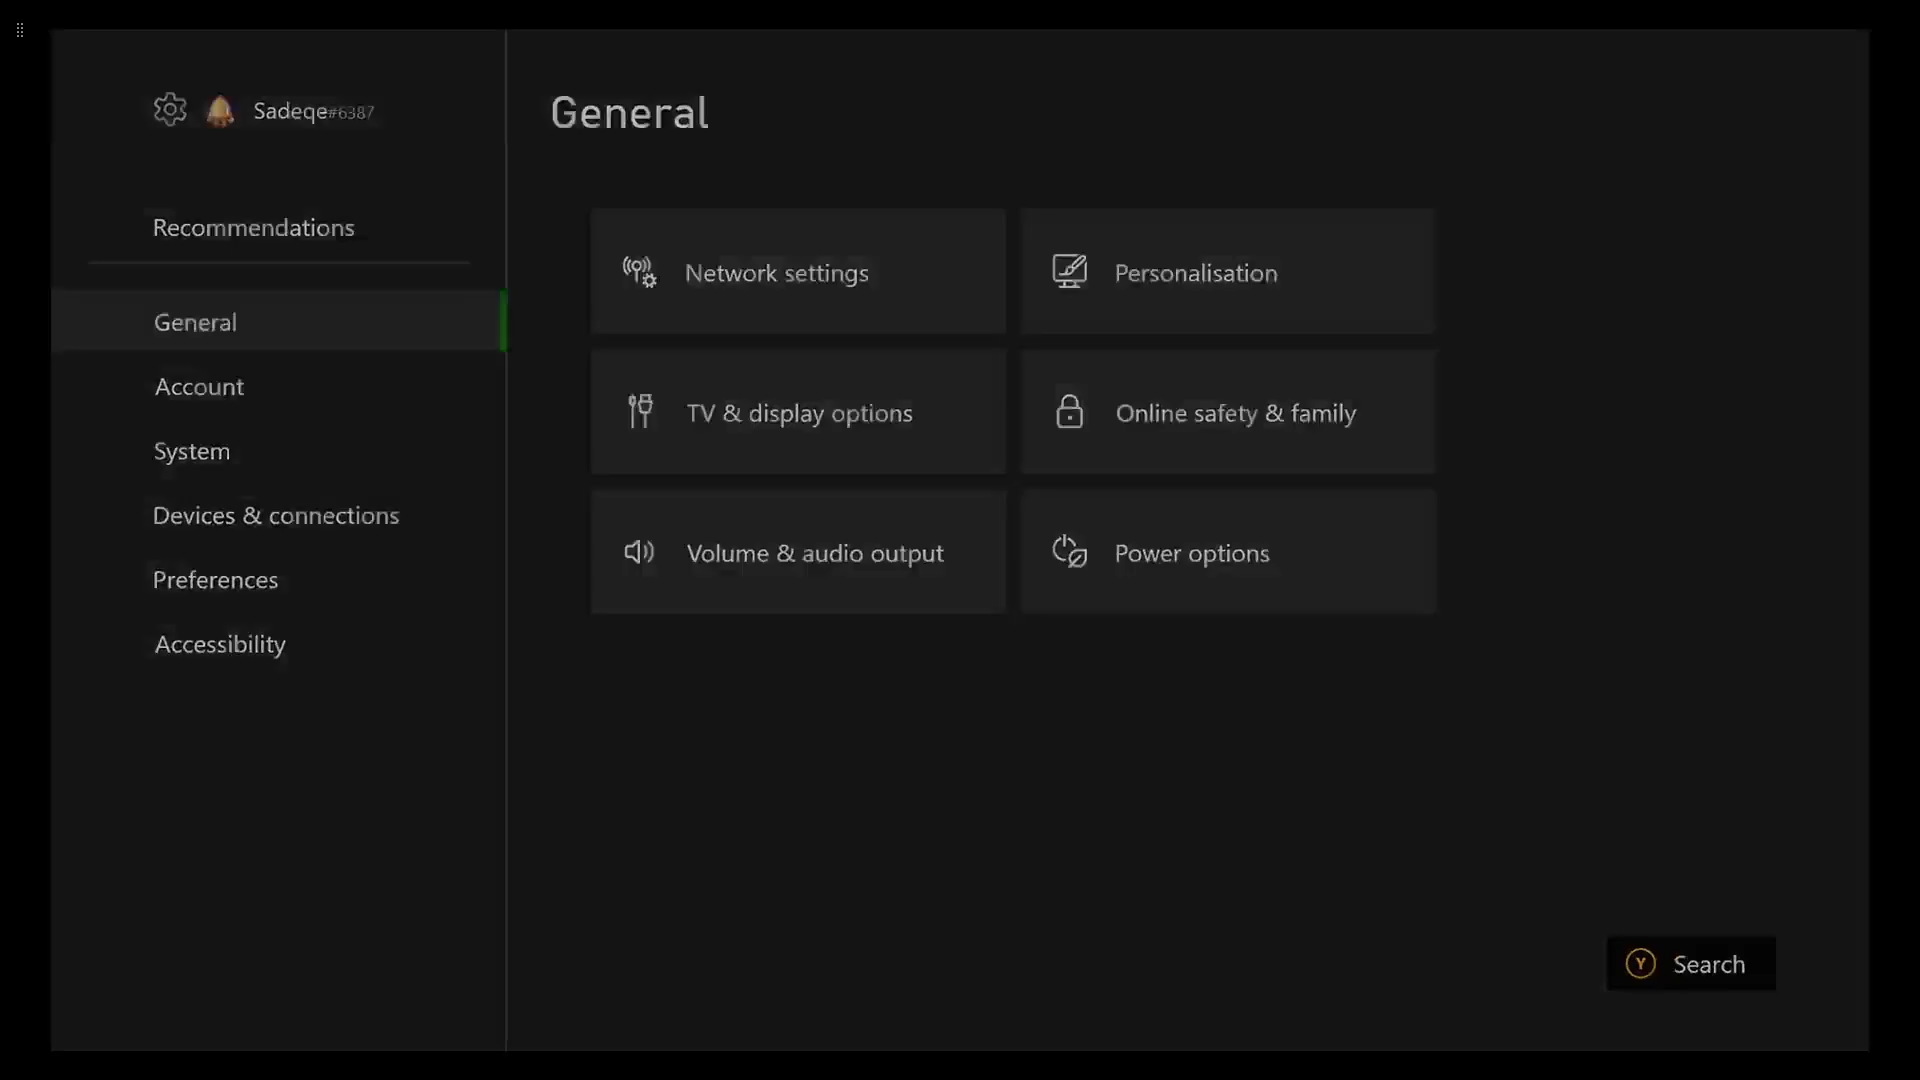 Sadeqe#6387
Recommendations
General
Account
System
Devices & connections
Preferences
Accessibility
General
Network settings
Personalisation
TV & display options
Online safety & family
Volume & audio output
Power options
Y Search